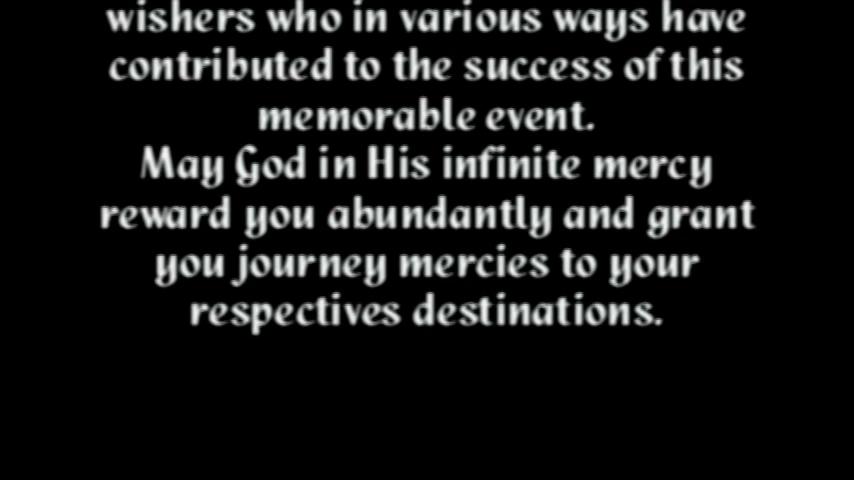 wishers who in various ways have
contributed to the success of this
memorable event.
May God in His infinite mercy
reward you abundantly and grant
you journey mercies to your
respectives destinations.